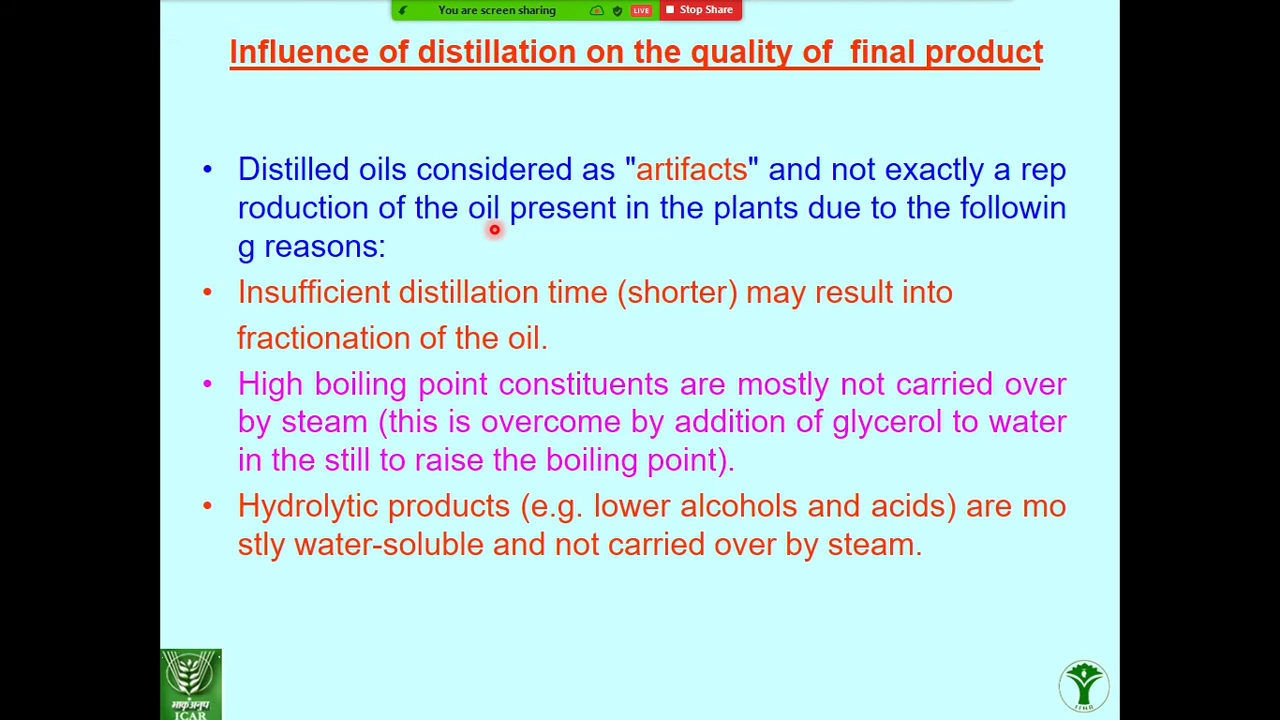 You are screen sharing LIVE Stop Share
Influence of distillation on the quality of final product
• Distilled oils considered as "artifacts" and not exactly a rep
roduction of the oil present in the plants due to the followin
g reasons:
• Insufficient distillation time (shorter) may result into
fractionation of the oil.
• High boiling point constituents are mostly not carried over
by steam (this is overcome by addition of glycerol to water
in the still to raise the boiling point).
• Hydrolytic products (e.g. lower alcohols and acids) are mo
stly water-soluble and not carried over by steam.
भाकृअनुप
ICAR
IIHR